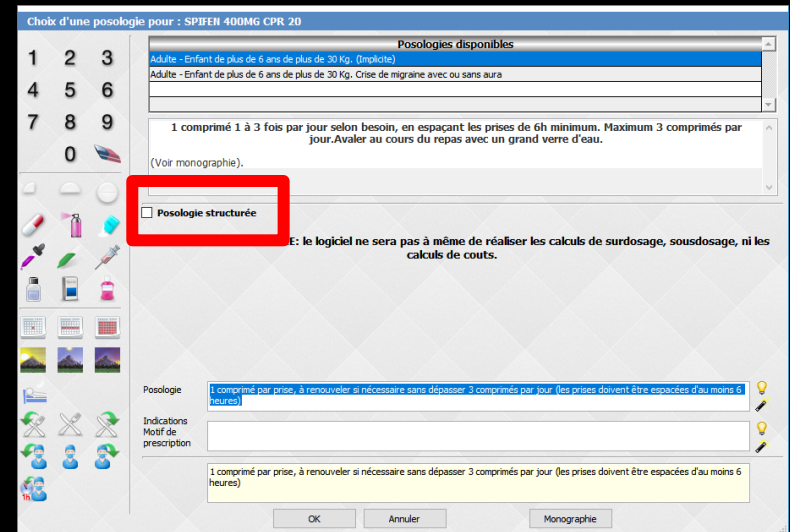 Choix d'une posologie pour : SPIFEN 400MG CPR 20
Posologies disponibles
Adulte - Enfant de plus de 6 ans de plus de 30 Kg. (Implicite)
Adulte - Enfant de plus de 6 ans de plus de 30 Kg. Crise de migraine avec ou sans aura
1 2 3
4 5 6
7 8 9
0
1 comprimé 1 à 3 fois par jour selon besoin, en espaçant les prises de 6h minimum. Maximum 3 comprimés par
jour.Avaler au cours du repas avec un grand verre d'eau.
(Voir monographie).
Posologie structurée
E: le logiciel ne sera pas à même de réaliser les calculs de surdosage, sousdosage, ni les
calculs de couts.
Posologie
1 comprimé par prise, à renouveler si nécessaire sans dépasser 3 comprimés par jour (les prises doivent être espacées d'au moins 6
heures)
Indications
Motif de
prescription
1 comprimé par prise, à renouveler si nécessaire sans dépasser 3 comprimés par jour (les prises doivent être espacées d'au moins 6
heures)
1h
OK Annuler Monographie